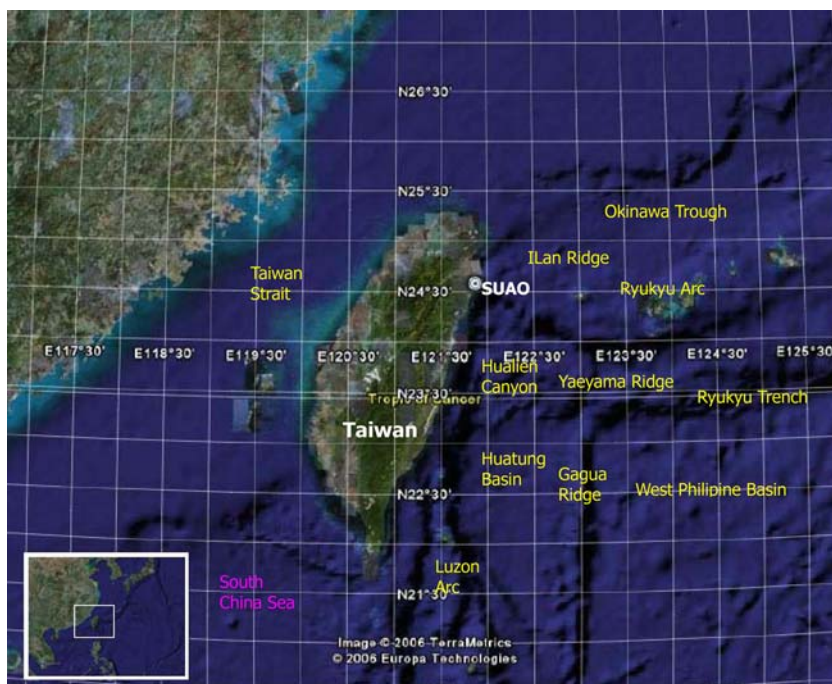 N26°30'
N25°30'
Okinawa Trough
ILan Ridge
Taiwan
Strait
N24°30'
SUAO
Ryukyu Arc
E117°30'
E118°30'
E119°30'
E120°30'
E121°30'
E122°30'
E123°30'
E124°30'
E125°30'
Hualien
Canyon
Yaeyama Ridge
N23°30'
Tropic of Cancer
Ryukyu Trench
Taiwan
Huatung
Basin
Gagua
Ridge
West Philipine Basin
N22°30'
Luzon
Arc
South
China Sea
N21°30'
Image © 2006 TerraMetrics
© 2006 Europa Technologies